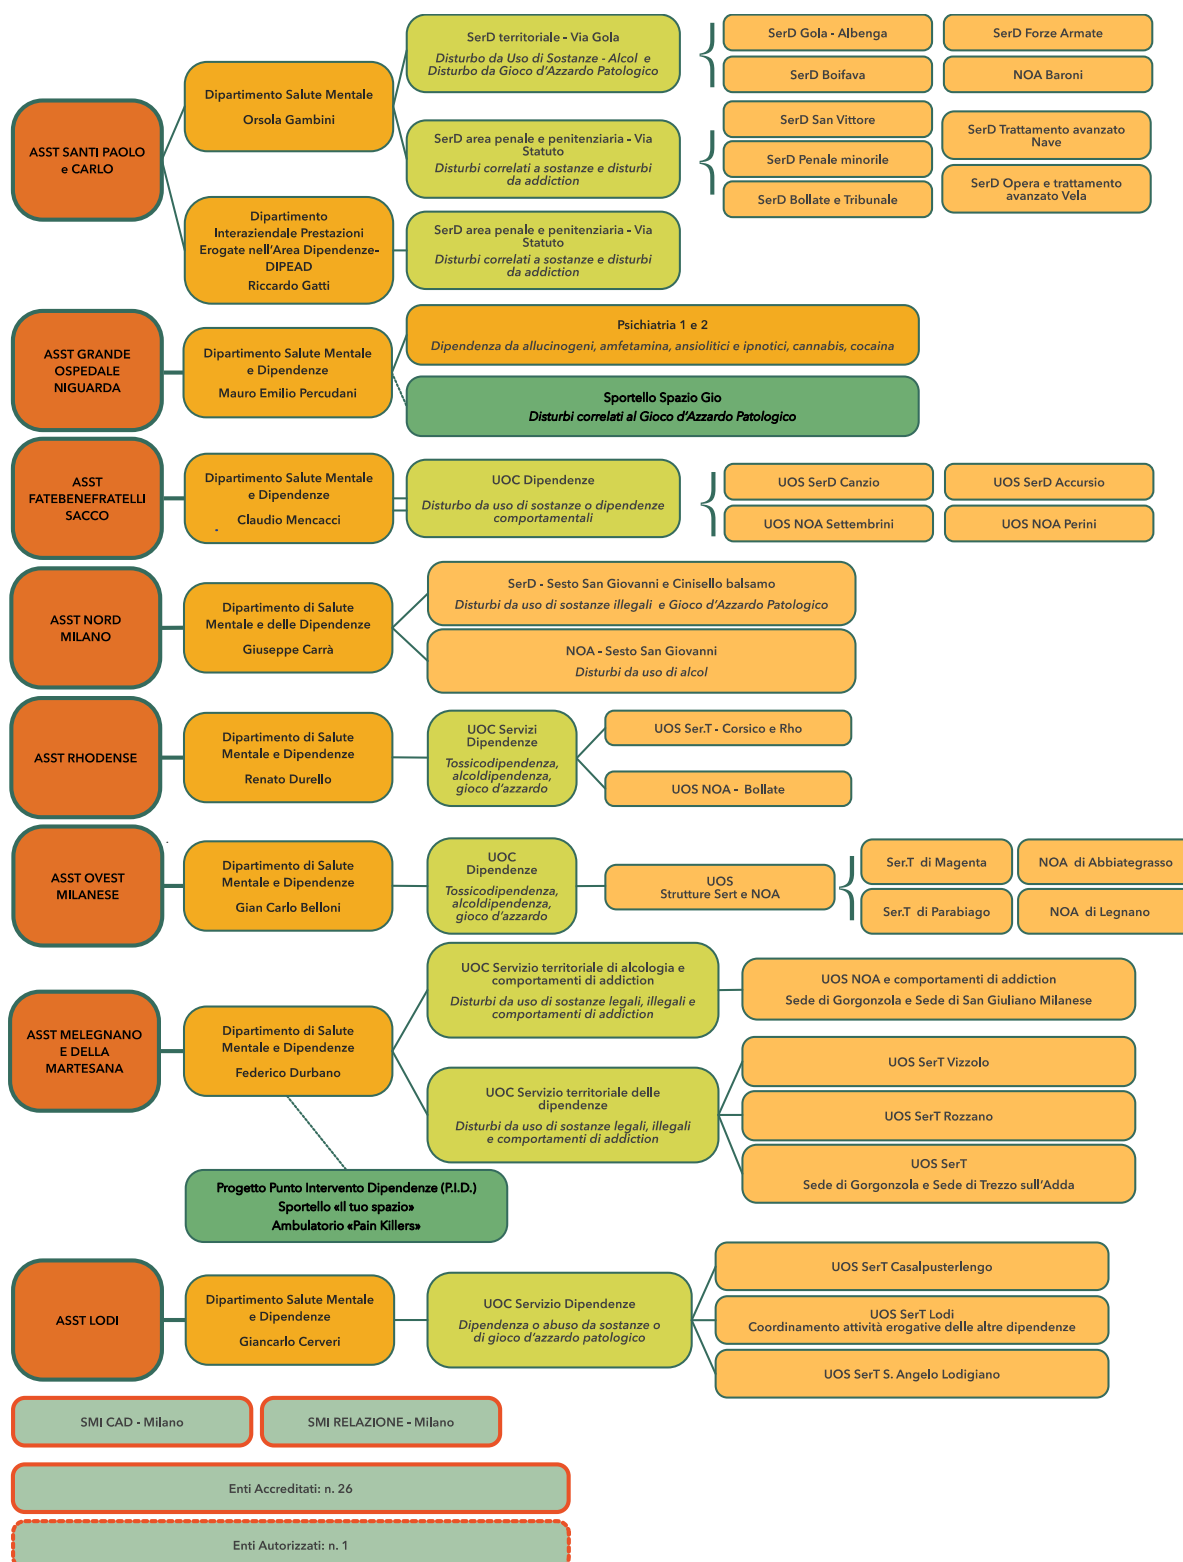 ASST SANTI PAOLO
e CARLO
Dipartimento Salute Mentale
Orsola Gambini
SerD territoriale - Via Gola
Disturbo da Uso di Sostanze - Alcol e
Disturbo da Gioco d'Azzardo Patologico
SerD Gola - Albenga
SerD Forze Armate
SerD Boifava
NOA Baroni
SerD area penale e penitenziaria - Via
Statuto
Disturbi correlati a sostanze e disturbi
da addiction
SerD San Vittore
SerD Penale minorile
SerD Bollate e Tribunale
SerD Trattamento avanzato
Nave
SerD Opera e trattamento
avanzato Vela
Dipartimento
Interaziendale Prestazioni
Erogate nell'Area Dipendenze-
DIPEAD
Riccardo Gatti
SerD area penale e penitenziaria - Via
Statuto
Disturbi correlati a sostanze e disturbi
da addiction
ASST GRANDE
OSPEDALE
NIGUARDA
Dipartimento Salute Mentale
e Dipendenze
Mauro Emilio Percudani
Psichiatria 1 e 2
Dipendenza da allucinogeni, amfetamina, ansiolitici e ipnotici, cannabis, cocaina
Sportello Spazio Gio
Disturbi correlati al Gioco d'Azzardo Patologico
ASST
FATEBENEFRATELLI
SACCO
Dipartimento Salute Mentale
e Dipendenze
Claudio Mencacci
UOC Dipendenze
Disturbo da uso di sostanze o dipendenze
comportamentali
UOS SerD Canzio
UOS SerD Accursio
UOS NOA Settembrini
UOS NOA Perini
ASST NORD
MILANO
Dipartimento di Salute
Mentale e delle Dipendenze
Giuseppe Carrà
SerD - Sesto San Giovanni e Cinisello balsamo
Disturbi da uso di sostanze illegali e Gioco d'Azzardo Patologico
NOA - Sesto San Giovanni
Disturbi da uso di alcol
ASST RHODENSE
Dipartimento di Salute
Mentale e Dipendenze
Renato Durello
UOC Servizi
Dipendenze
Tossicodipendenza,
alcoldipendenza,
gioco d'azzardo
UOS Ser.T - Corsico e Rho
UOS NOA - Bollate
ASST OVEST
MILANESE
Dipartimento di Salute
Mentale e Dipendenze
Gian Carlo Belloni
UOC
Dipendenze
Tossicodipendenza,
alcoldipendenza,
gioco d'azzardo
UOS
Strutture Sert e NOA
Ser.T di Magenta
NOA di Abbiategrasso
Ser.T di Parabiago
NOA di Legnano
ASST MELEGNANO
E DELLA
MARTESANA
Dipartimento di Salute
Mentale e Dipendenze
Federico Durbano
UOC Servizio territoriale di alcologia e
comportamenti di addiction
Disturbi da uso di sostanze legali, illegali e
comportamenti di addiction
UOS NOA e comportamenti di addiction
Sede di Gorgonzola e Sede di San Giuliano Milanese
UOC Servizio territoriale delle
dipendenze
Disturbi da uso di sostanze legali, illegali
e comportamenti di addiction
UOS SerT Vizzolo
UOS SerT Rozzano
UOS SerT
Sede di Gorgonzola e Sede di Trezzo sull'Adda
Progetto Punto Intervento Dipendenze (P.I.D.)
Sportello «Il tuo spazio»
Ambulatorio «Pain Killers»
ASST LODI
Dipartimento Salute Mentale
e Dipendenze
Giancarlo Cerveri
UOC Servizio Dipendenze
Dipendenza o abuso da sostanze o
di gioco d'azzardo patologico
UOS SerT Casalpusterlengo
UOS SerT Lodi
Coordinamento attività erogative delle altre dipendenze
UOS SerT S. Angelo Lodigiano
SMI CAD - Milano
SMI RELAZIONE - Milano
Enti Accreditati: n. 26
Enti Autorizzati: n. 1